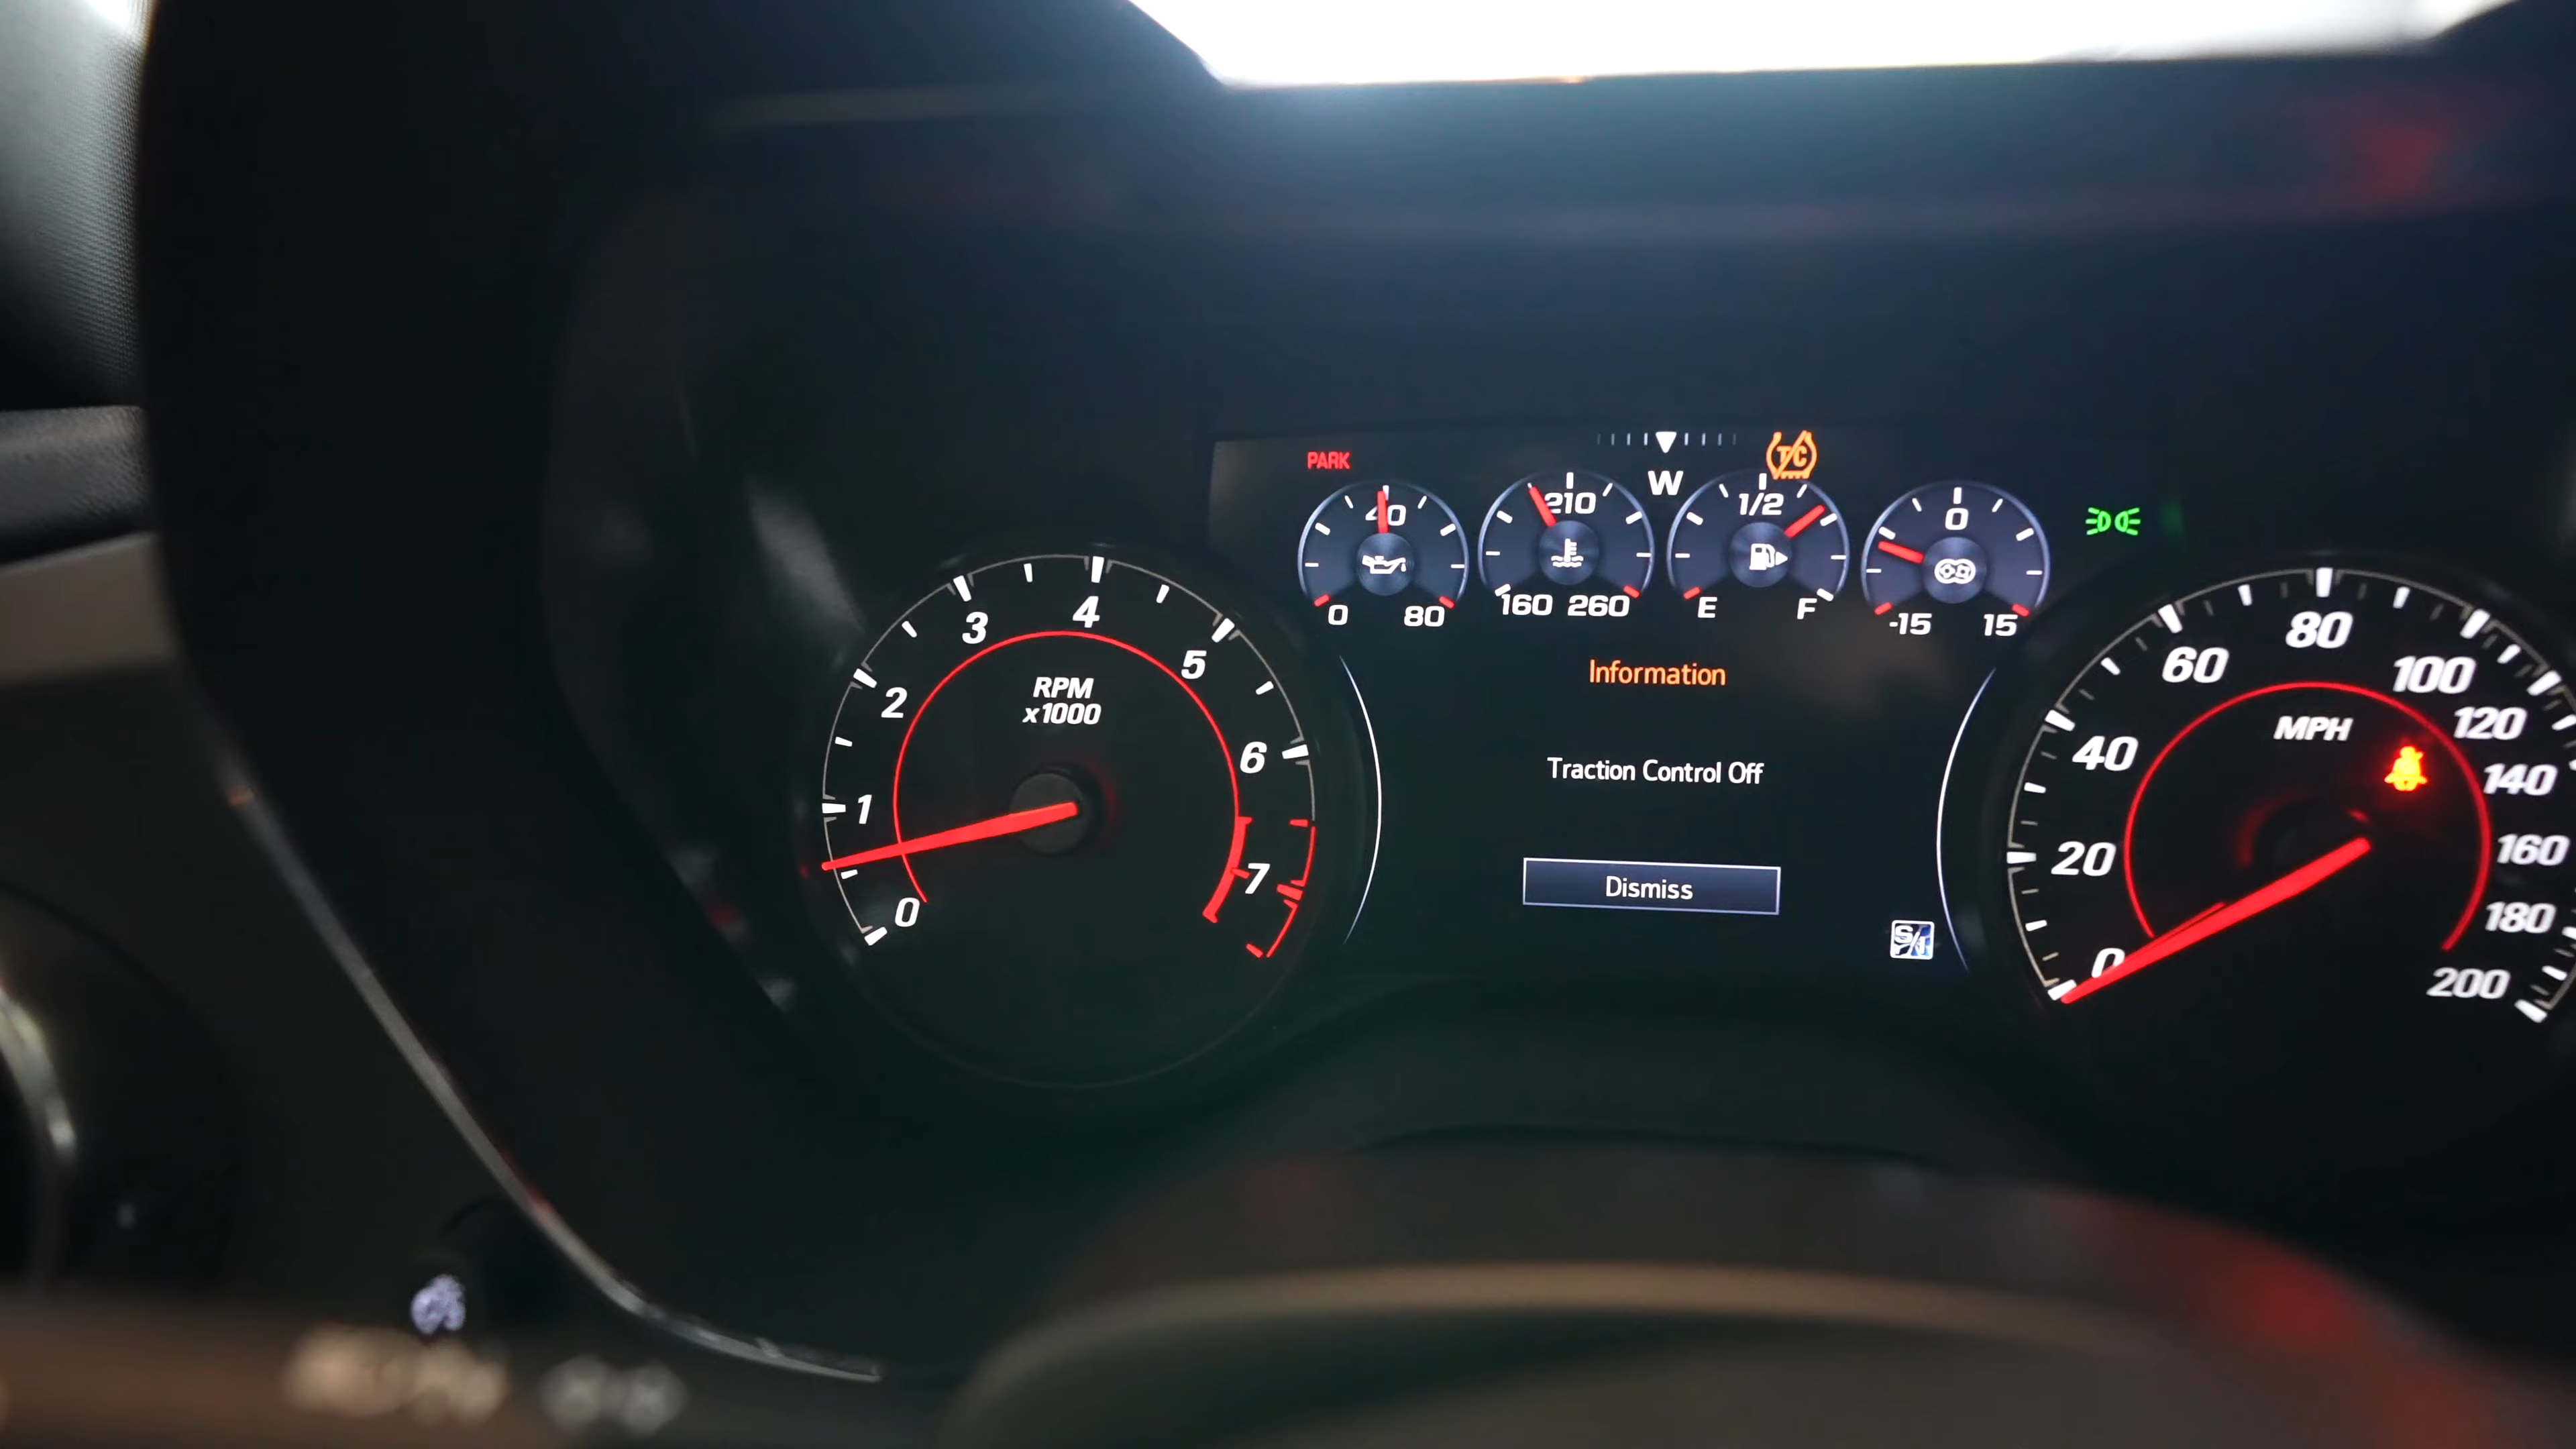 PARK
W
T/C
40
0 80
210
160 260
1/2
E F
0
-15 15
Information
Traction Control Off
Dismiss
RPM
x1000
0
1
2
3
4
5
6
7
MPH
0
20
40
60
80
100
120
140
160
180
200